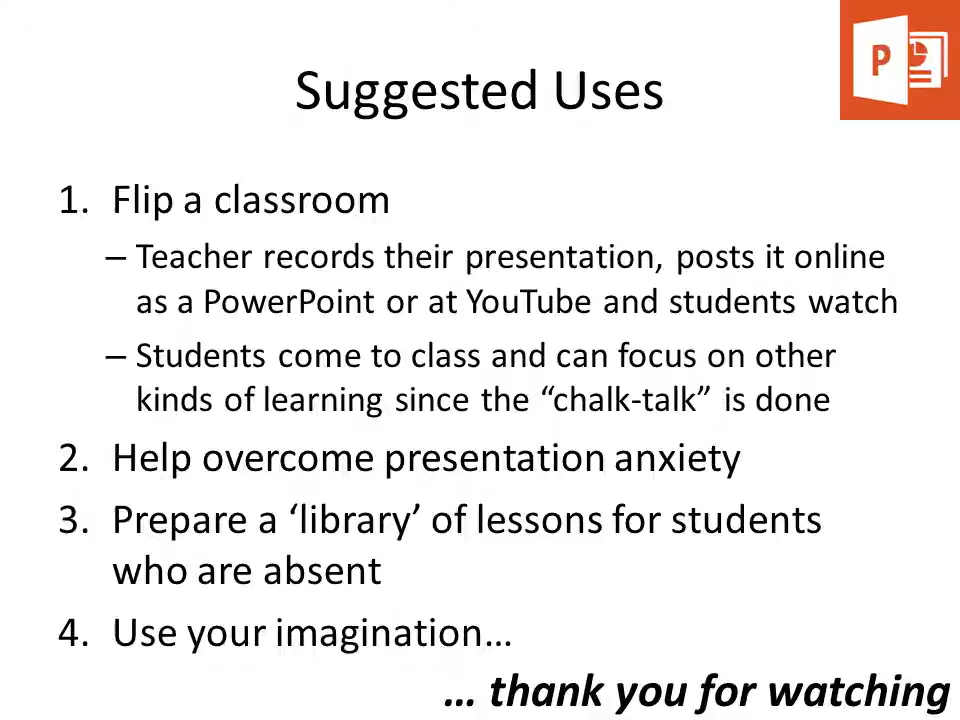 P
Suggested Uses
1. Flip a classroom
– Teacher records their presentation, posts it online
as a PowerPoint or at YouTube and students watch
– Students come to class and can focus on other
kinds of learning since the “chalk-talk” is done
2. Help overcome presentation anxiety
3. Prepare a ‘library’ of lessons for students
who are absent
4. Use your imagination…
… thank you for watching